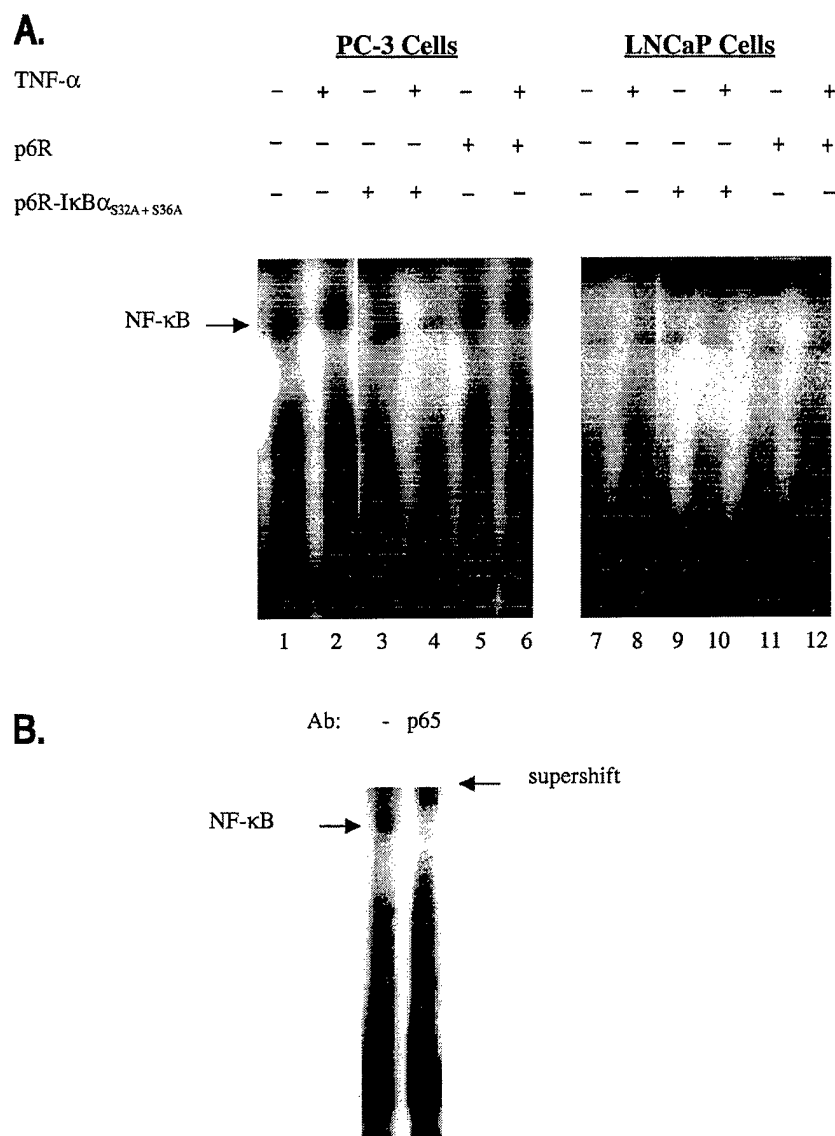 A.
PC-3 Cells LNCaP Cells
TNF-α - + - + - + - + - + - +
p6R - - - - + + - - - - + +
p6R-IκBα S32A + S36A - - + + - - - - + + - -
NF-κB
1 2 3 4 5 6 7 8 9 10 11 12
B.
Ab: - p65
supershift
NF-κB